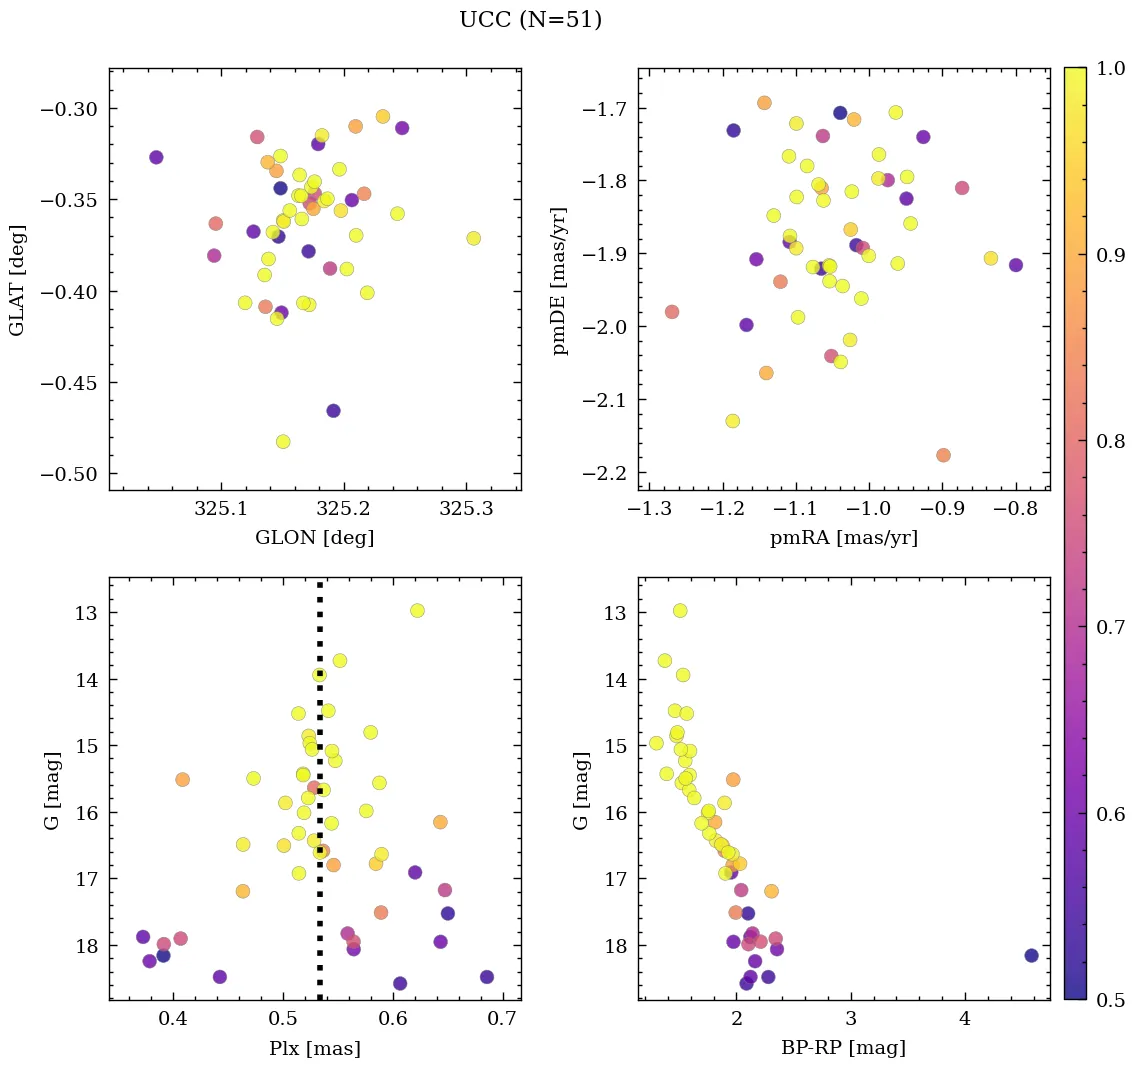 UCC (N=51)
−0.30
−0.35
−0.40
−0.45
−0.50
GLAT [deg]
325.1 325.2 325.3
GLON [deg]
−1.7
−1.8
−1.9
−2.0
−2.1
−2.2
pmDE [mas/yr]
−1.3 −1.2 −1.1 −1.0 −0.9 −0.8
pmRA [mas/yr]
13
14
15
16
17
18
G [mag]
0.4 0.5 0.6 0.7
Plx [mas]
13
14
15
16
17
18
G [mag]
2 3 4
BP-RP [mag]
1.0
0.9
0.8
0.7
0.6
0.5